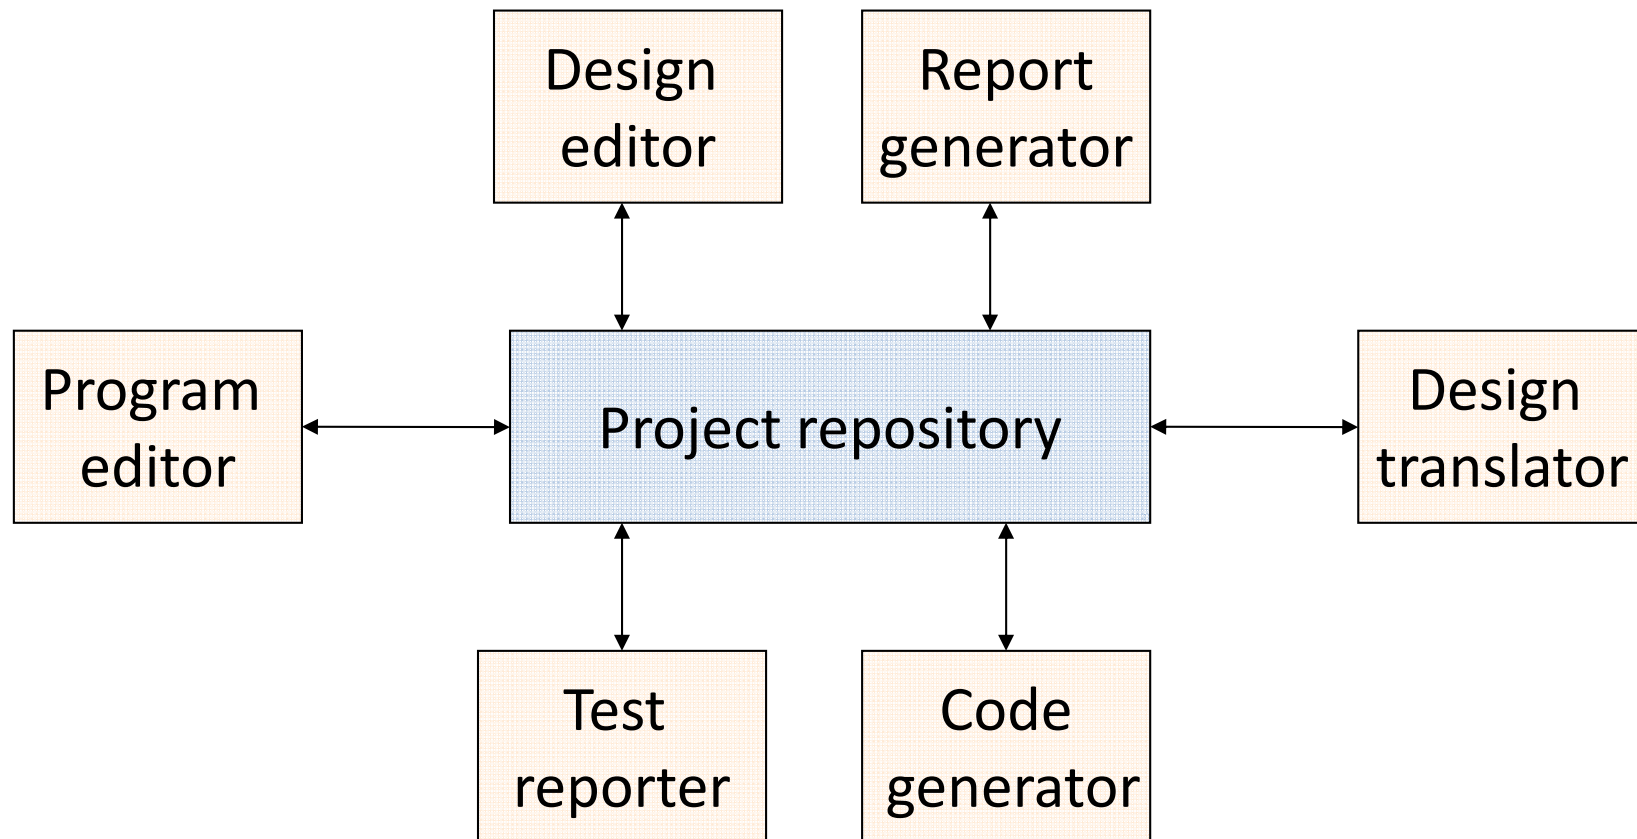 Design
editor
Report
generator
Program
editor
Project repository
Design
translator
Test
reporter
Code
generator